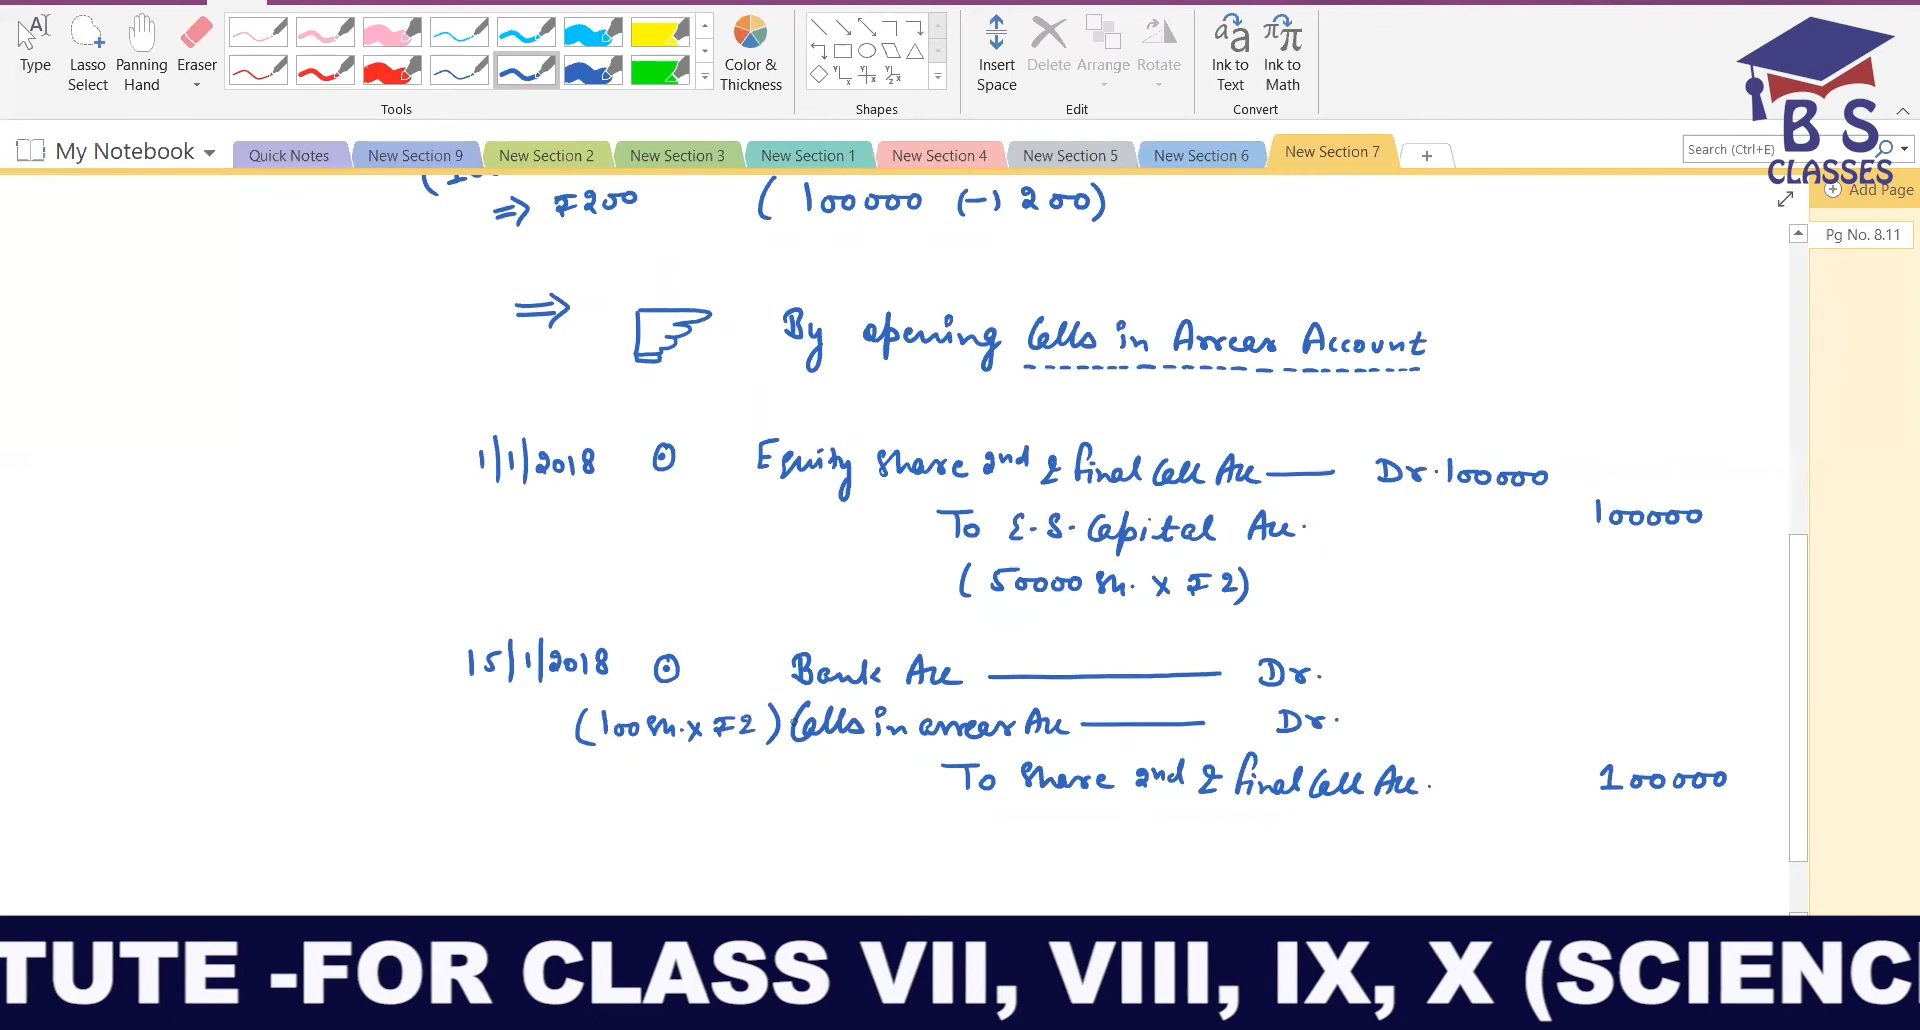 Type
Lasso Select
Panning Hand
Eraser
Color & Thickness
Insert Space
Delete
Arrange
Rotate
Ink to Text
Ink to Math
Tools
Shapes
Edit
Convert
B S
CLASSES
My Notebook
Quick Notes
New Section 9
New Section 2
New Section 3
New Section 1
New Section 4
New Section 5
New Section 6
New Section 7
Search (Ctrl+E)
Add Page
Pg No. 8.11
⇒ ₹200 (100000 (-) 200)
⇒ By opening Calls in Arrear Account
1/1/2018 Equity share 2nd & final Call A/c — Dr. 100000
To E.S. Capital A/c. 100000
(50000 Sh. x ₹2)
15/1/2018 Bank A/c — Dr.
(100 Sh. x ₹2) Calls in arrear A/c — Dr.
To Share 2nd & final Call A/c. 100000
TUTE -FOR CLASS VII, VIII, IX, X (SCIENC